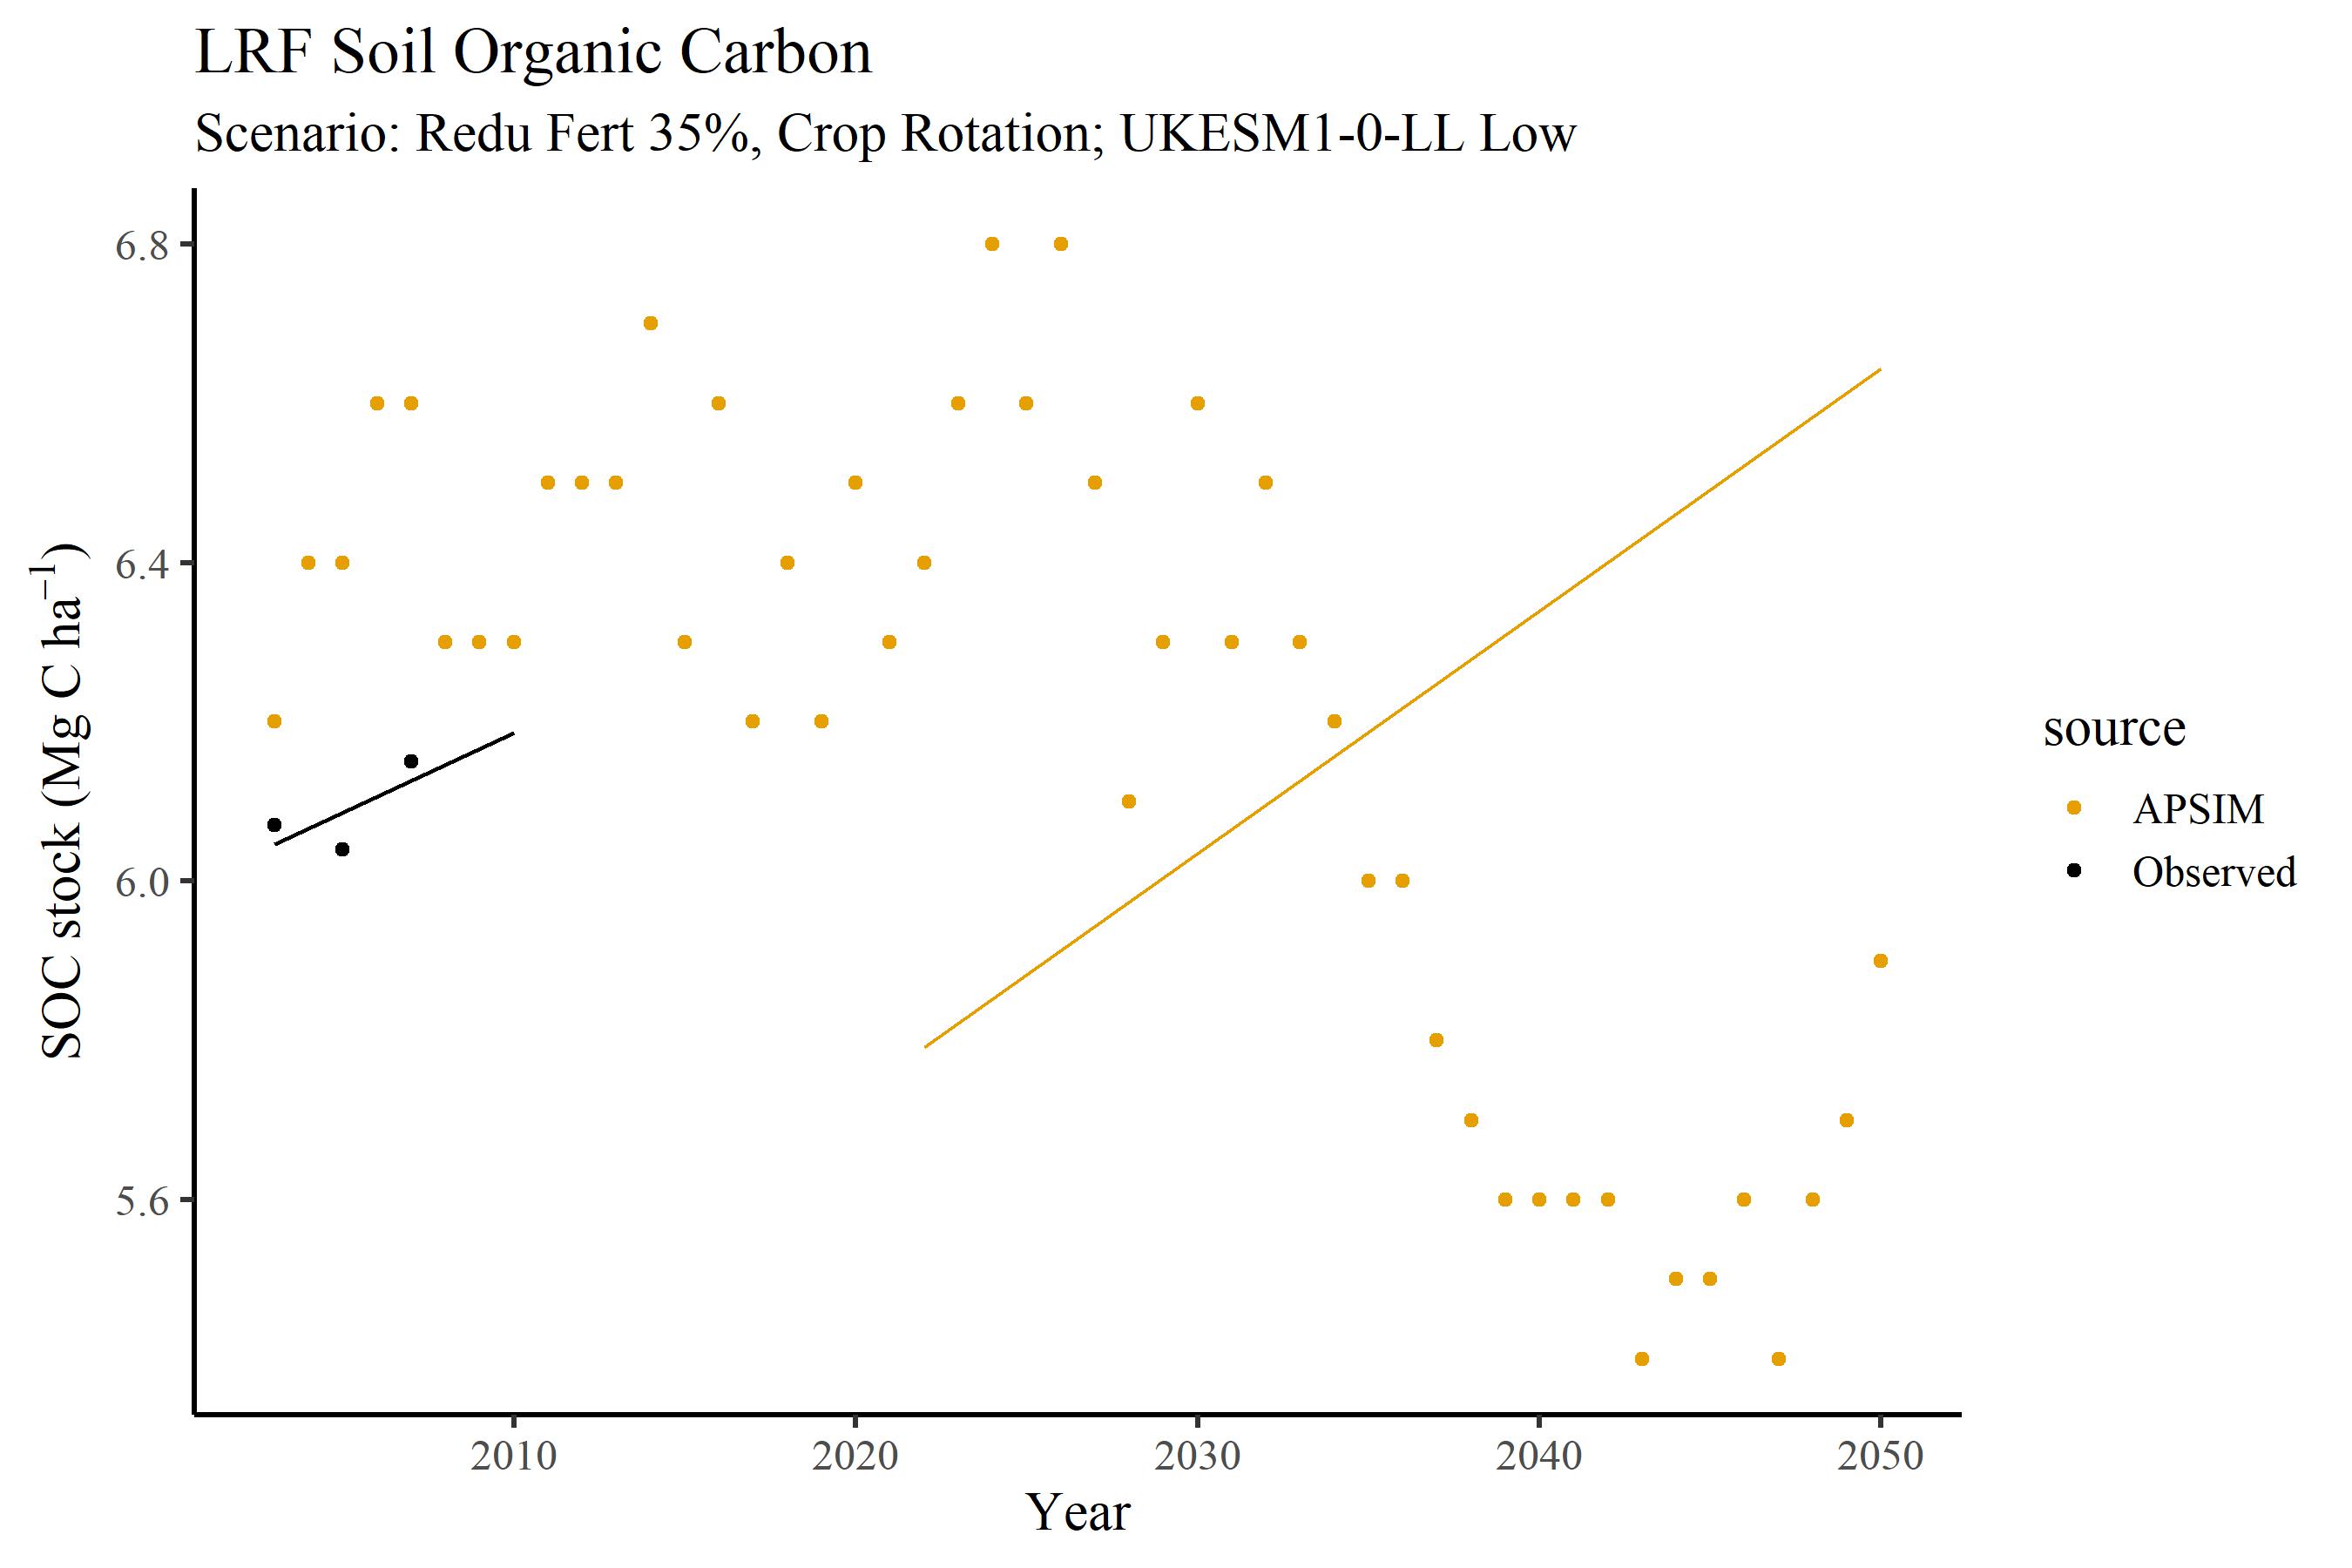 LRF Soil Organic Carbon
Scenario: Redu Fert 35%, Crop Rotation; UKESM1-0-LL Low
SOC stock (Mg C ha⁻¹)
6.8
6.4
6.0
5.6
2010 2020 2030 2040 2050
Year
source
APSIM
Observed